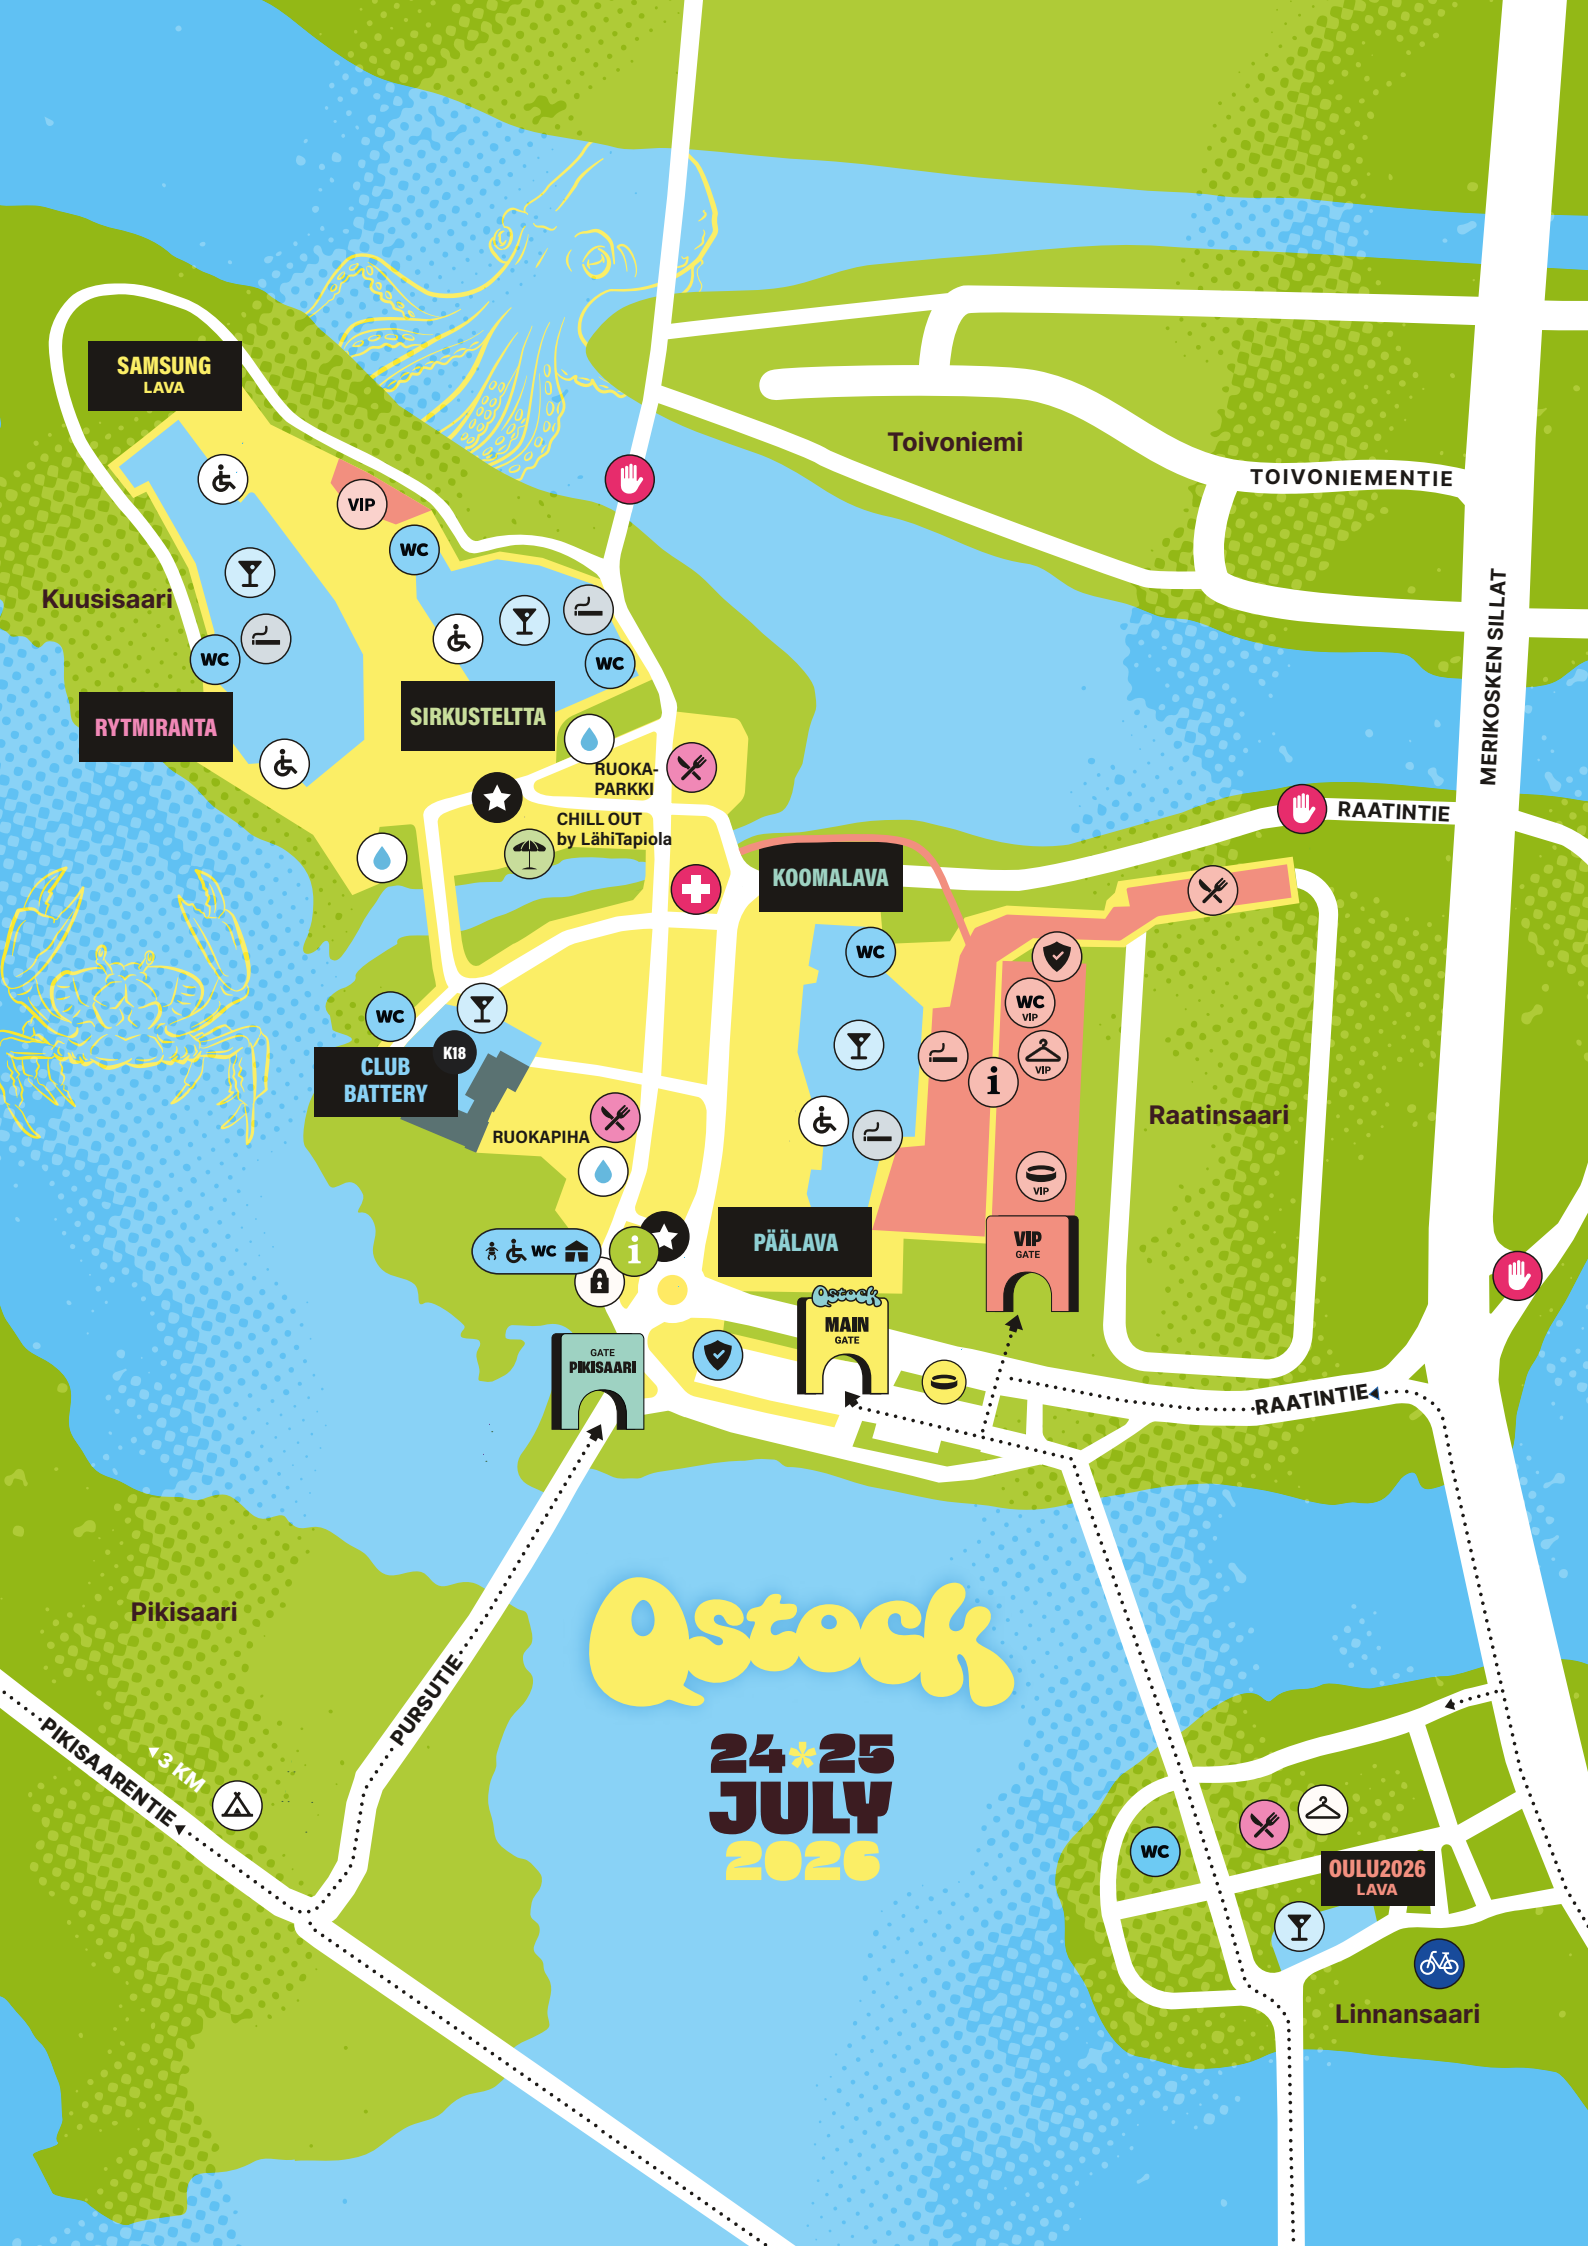 SAMSUNG
LAVA
VIP
WC
Toivoniemi
TOIVONIEMENTIE
Kuusisaari
WC
WC
MERIKOSKEN SILLAT
RYTMIRANTA
SIRKUSTELTTA
RUOKA-
PARKKI
CHILL OUT
by LähiTapiola
RAATINTIE
KOOMALAVA
WC
WC
VIP
WC
K18
CLUB
BATTERY
VIP
i
Raatinsaari
RUOKAPIHA
VIP
WC
i
PÄÄLAVA
VIP
GATE
Qstock
MAIN
GATE
GATE
PIKISAARI
RAATINTIE
Pikisaari
PURSUTIE
PIKISAARENTIE
3 KM
Qstock
24*25
JULY
2026
WC
OULU2026
LAVA
Linnansaari